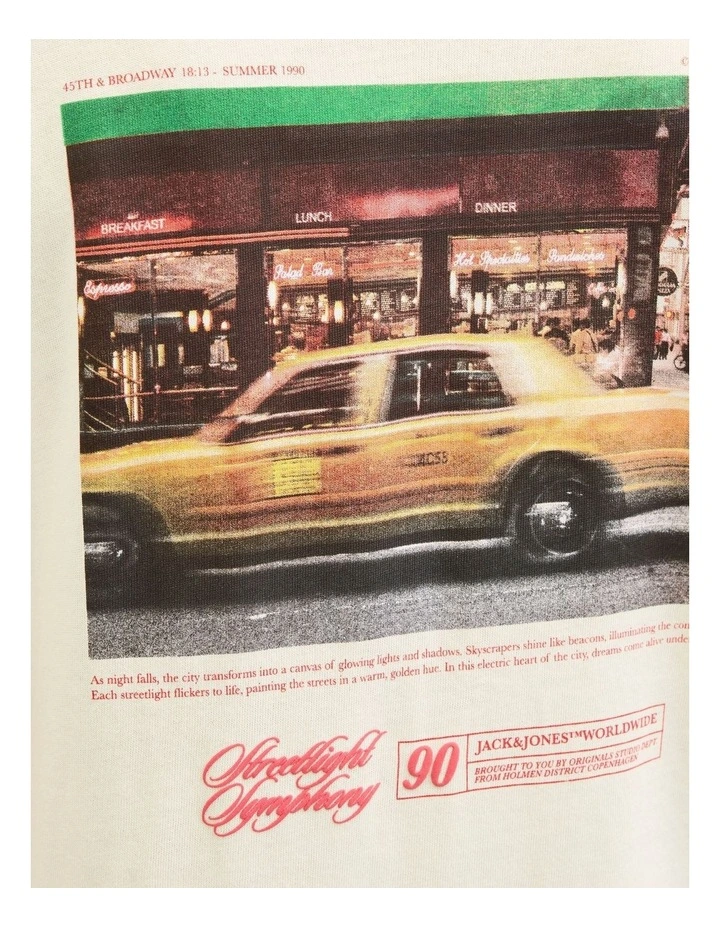 45TH & BROADWAY 18:13 - SUMMER 1990
BREAKFAST
LUNCH
DINNER
Espresso
Salad Bar
Hot Specialties
Sandwiches
4C55
As night falls, the city transforms into a canvas of glowing lights and shadows. Skyscrapers shine like beacons, illuminating the
Each streetlight flickers to life, painting the streets in a warm, golden hue. In this electric heart of the city, dreams come alive
Streetlight
Symphony
90
JACK&JONES™WORLDWIDE
BROUGHT TO YOU BY ORIGINALS STUDIO DEPT
FROM HOLMEN DISTRICT COPENHAGEN